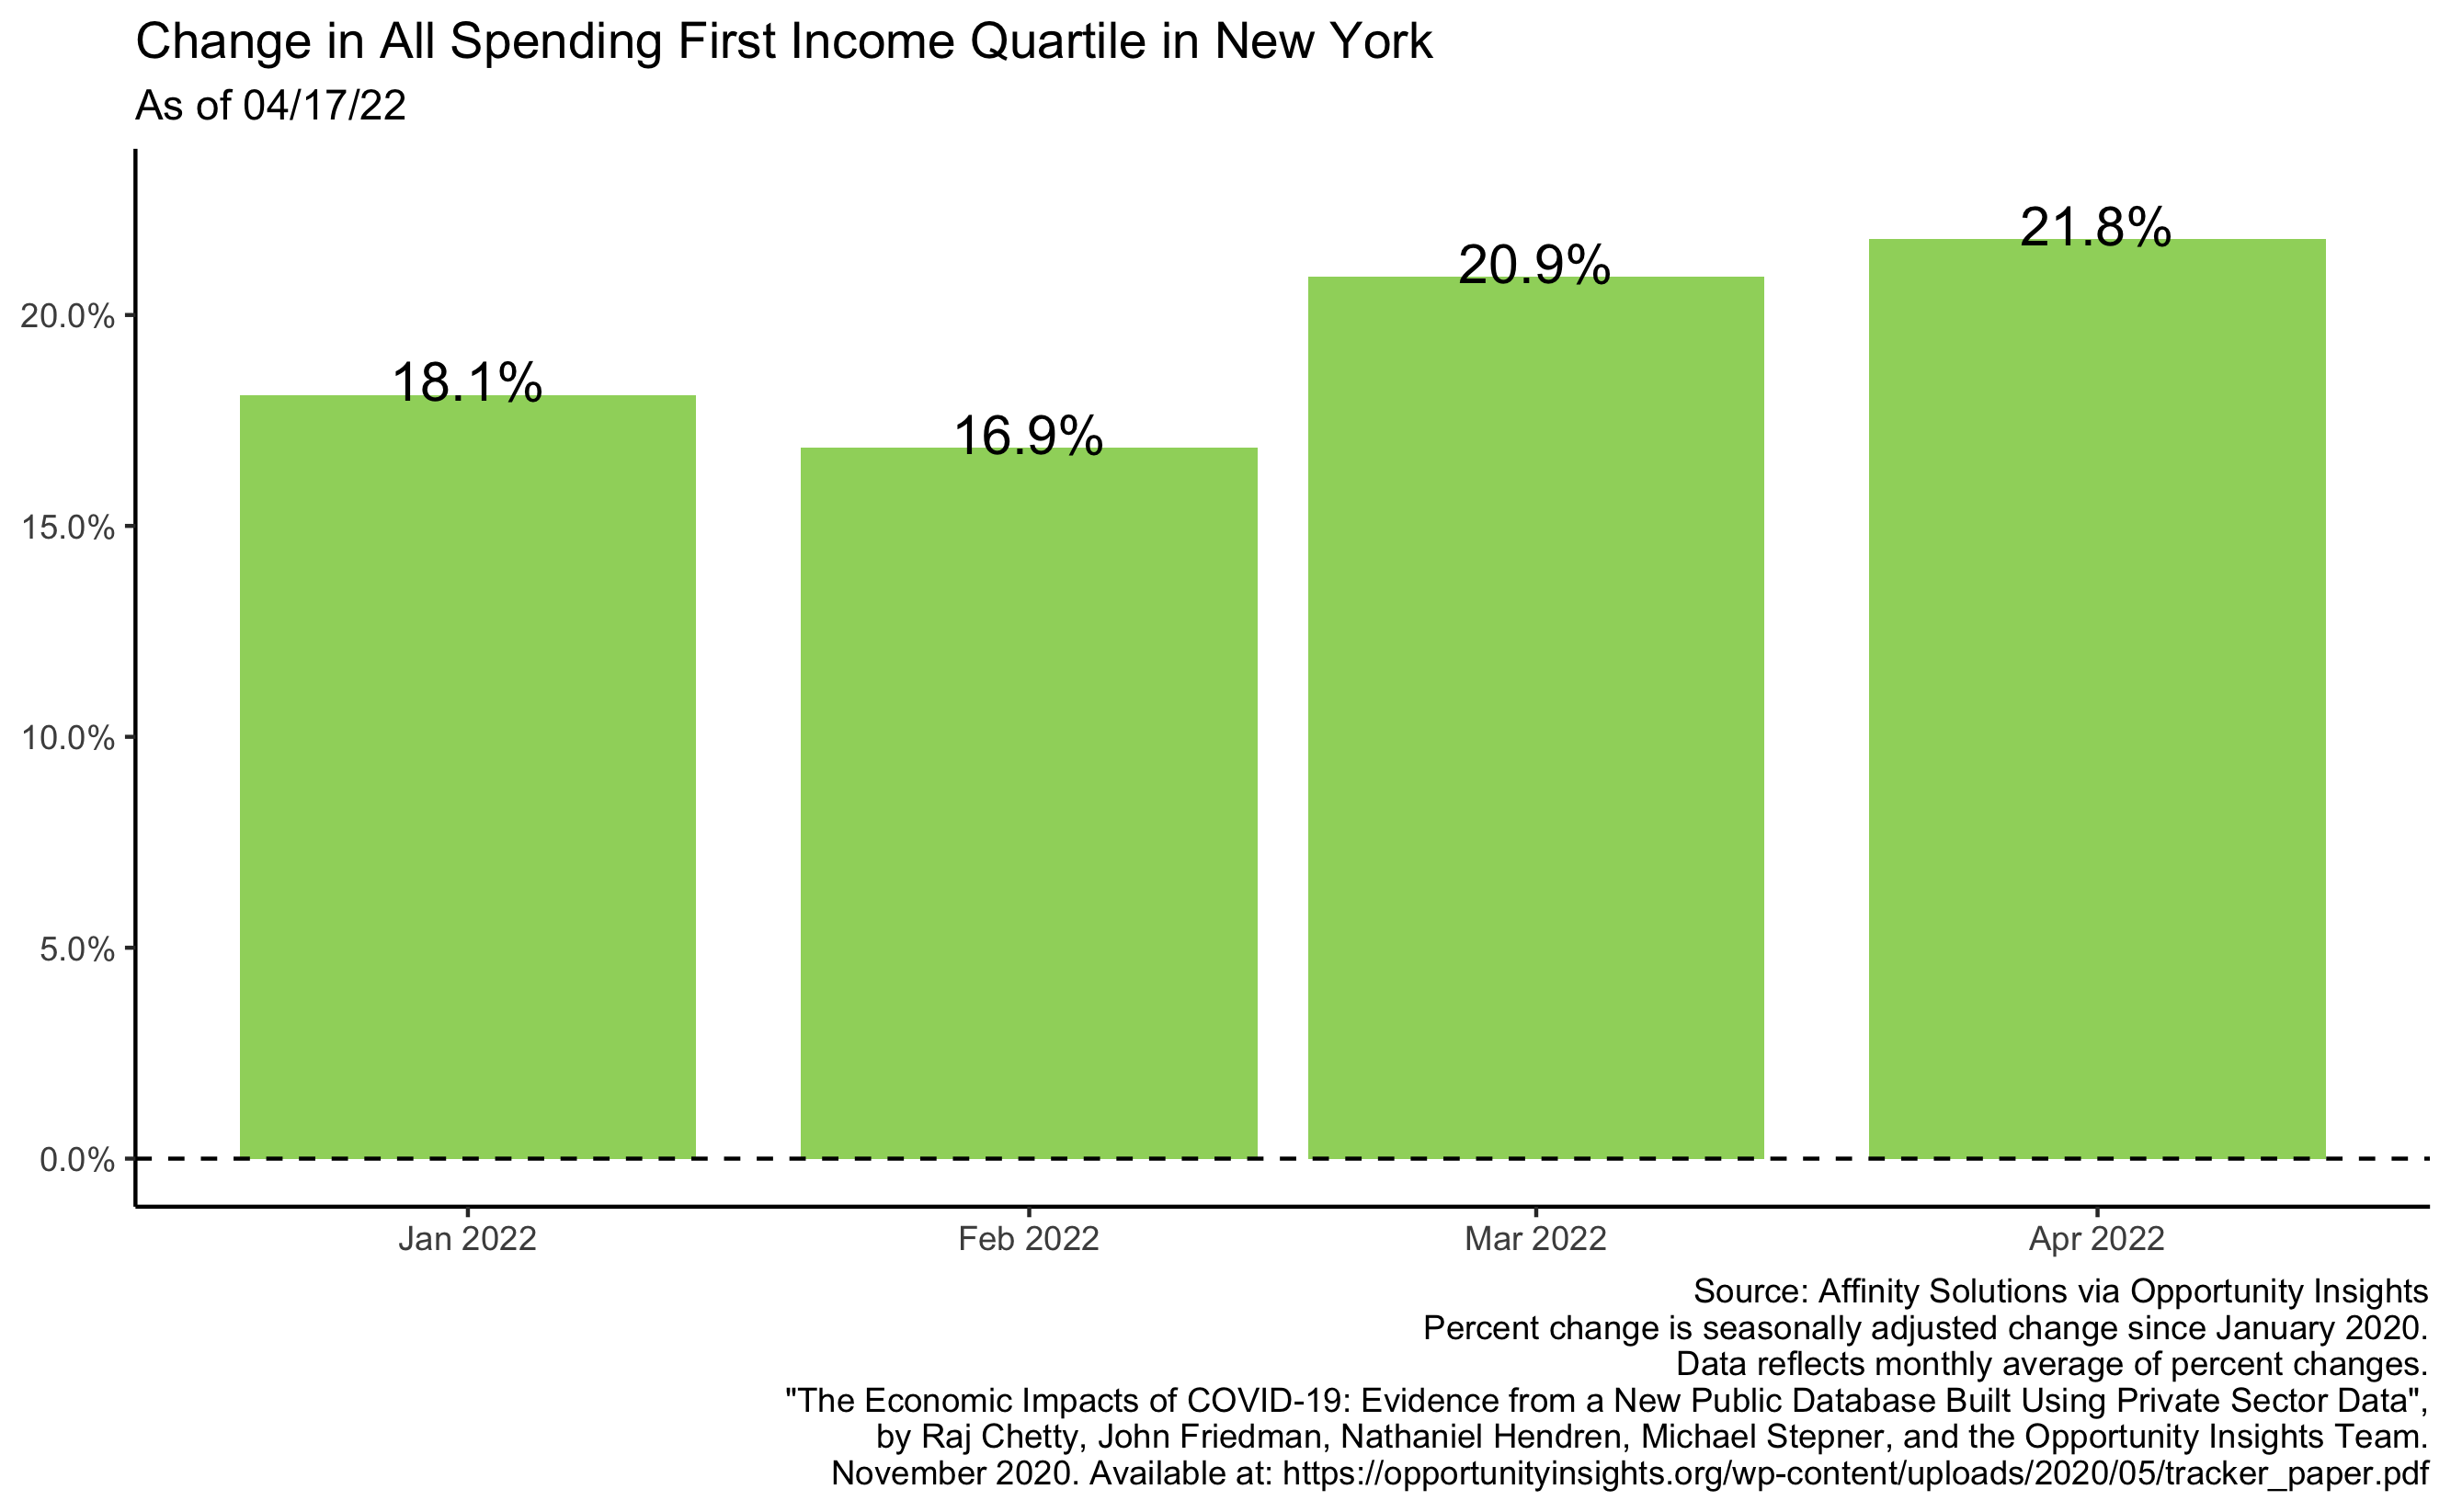 Change in All Spending First Income Quartile in New York
As of 04/17/22
21.8%
20.9%
20.0%
18.1%
16.9%
15.0%
10.0%
5.0%
0.0%
Jan 2022
Feb 2022
Mar 2022
Apr 2022
Source: Affinity Solutions via Opportunity Insights
Percent change is seasonally adjusted change since January 2020.
Data reflects monthly average of percent changes.
"The Economic Impacts of COVID-19: Evidence from a New Public Database Built Using Private Sector Data",
by Raj Chetty, John Friedman, Nathaniel Hendren, Michael Stepner, and the Opportunity Insights Team.
November 2020. Available at: https://opportunityinsights.org/wp-content/uploads/2020/05/tracker_paper.pdf